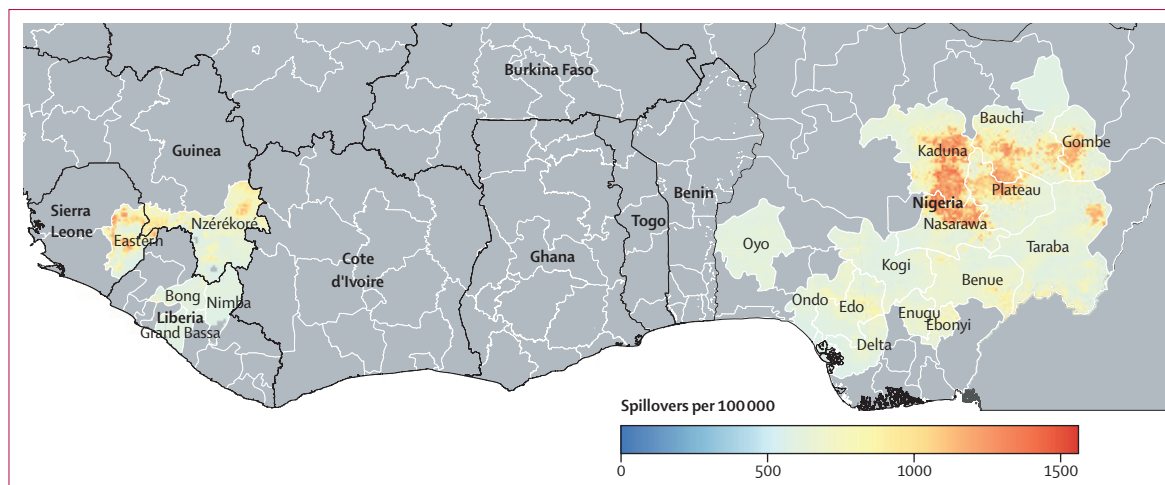 Burkina Faso
Bauchi
Gombe
Kaduna
Guinea
Plateau
Benin
Nigeria
Sierra
Leone
Nzérékoré
Togo
Nasarawa
Eastern
Oyo
Taraba
Cote
d'Ivoire
Ghana
Kogi
Benue
Bong
Nimba
Ondo
Edo
Enugu
Liberia
Ebonyi
Grand Bassa
Delta
Spillovers per 100 000
0
500
1000
1500